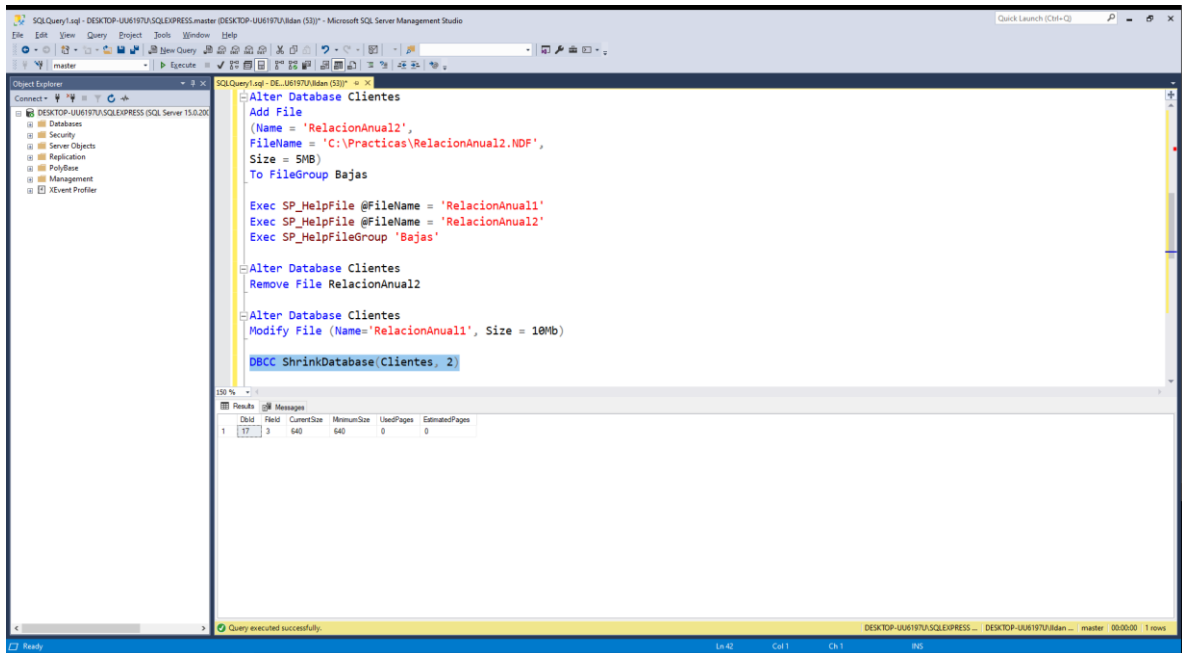 SQLQuery1.sql - DESKTOP-UU6197U\SQLEXPRESS.master (DESKTOP-UU6197U\Ildan (53))* - Microsoft SQL Server Management Studio
Quick Launch (Ctrl+Q)
File Edit View Query Project Tools Window Help
New Query
master
Execute
Object Explorer
SQLQuery1.sql - DE...U6197U\Ildan (53))*
Connect
DESKTOP-UU6197U\SQLEXPRESS (SQL Server 15.0.200
Databases
Security
Server Objects
Replication
PolyBase
Management
XEvent Profiler
Alter Database Clientes
Add File
(Name = 'RelacionAnual2',
FileName = 'C:\Practicas\RelacionAnual2.NDF',
Size = 5MB)
To FileGroup Bajas
Exec SP_HelpFile @FileName = 'RelacionAnual1'
Exec SP_HelpFile @FileName = 'RelacionAnual2'
Exec SP_HelpFileGroup 'Bajas'
Alter Database Clientes
Remove File RelacionAnual2
Alter Database Clientes
Modify File (Name='RelacionAnual1', Size = 10Mb)
DBCC ShrinkDatabase(Clientes, 2)
150 %
Results Messages
DbId FileId CurrentSize MinimumSize UsedPages EstimatedPages
1 17 3 640 640 0 0
Query executed successfully.
DESKTOP-UU6197U\SQLEXPRESS ... DESKTOP-UU6197U\Ildan ... master 00:00:00 1 rows
Ready Ln 42 Col 1 Ch 1 INS